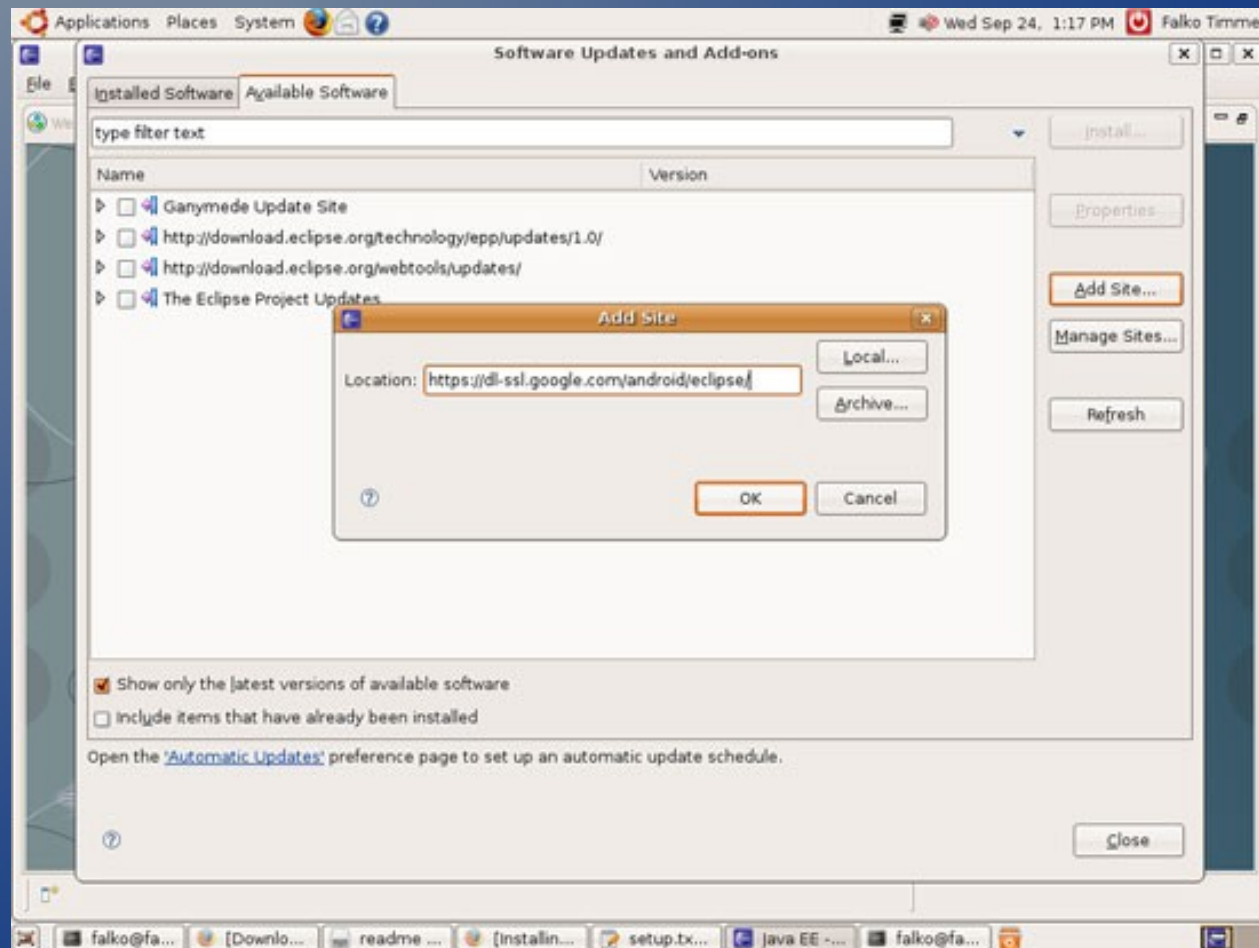 Applications Places System Wed Sep 24, 1:17 PM Falko Timme
Software Updates and Add-ons
File
Installed Software Available Software
type filter text Install...
Name Version
Ganymede Update Site Properties
http://download.eclipse.org/technology/epp/updates/1.0/
http://download.eclipse.org/webtools/updates/
The Eclipse Project Updates Add Site...
Add Site
Manage Sites...
Local...
Location: https://dl-ssl.google.com/android/eclipse/
Archive...
Refresh
OK Cancel
Show only the latest versions of available software
Include items that have already been installed
Open the 'Automatic Updates' preference page to set up an automatic update schedule.
Close
falko@fa... [Downlo... readme ... [Installin... setup.tx... Java EE -... falko@fa...